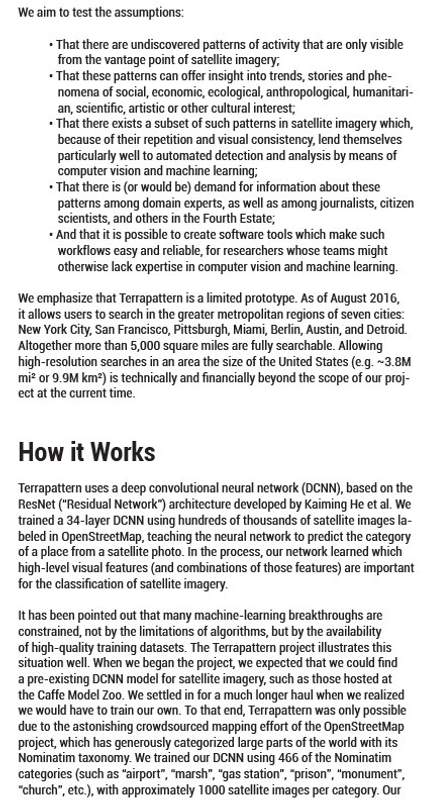 We aim to test the assumptions:
• That there are undiscovered patterns of activity that are only visible
from the vantage point of satellite imagery;
• That these patterns can offer insight into trends, stories and phe-
nomena of social, economic, ecological, anthropological, humanitari-
an, scientific, artistic or other cultural interest;
• That there exists a subset of such patterns in satellite imagery which,
because of their repetition and visual consistency, lend themselves
particularly well to automated detection and analysis by means of
computer vision and machine learning;
• That there is (or would be) demand for information about these
patterns among domain experts, as well as among journalists, citizen
scientists, and others in the Fourth Estate;
• And that it is possible to create software tools which make such
workflows easy and reliable, for researchers whose teams might
otherwise lack expertise in computer vision and machine learning.
We emphasize that Terrapattern is a limited prototype. As of August 2016,
it allows users to search in the greater metropolitan regions of seven cities:
New York City, San Francisco, Pittsburgh, Miami, Berlin, Austin, and Detroid.
Altogether more than 5,000 square miles are fully searchable. Allowing
high-resolution searches in an area the size of the United States (e.g. ~3.8M
mi² or 9.9M km²) is technically and financially beyond the scope of our proj-
ect at the current time.
How it Works
Terrapattern uses a deep convolutional neural network (DCNN), based on the
ResNet ("Residual Network") architecture developed by Kaiming He et al. We
trained a 34-layer DCNN using hundreds of thousands of satellite images la-
beled in OpenStreetMap, teaching the neural network to predict the category
of a place from a satellite photo. In the process, our network learned which
high-level visual features (and combinations of those features) are important
for the classification of satellite imagery.
It has been pointed out that many machine-learning breakthroughs are
constrained, not by the limitations of algorithms, but by the availability
of high-quality training datasets. The Terrapattern project illustrates this
situation well. When we began the project, we expected that we could find
a pre-existing DCNN model for satellite imagery, such as those hosted at
the Caffe Model Zoo. We settled in for a much longer haul when we realized
we would have to train our own. To that end, Terrapattern was only possible
due to the astonishing crowdsourced mapping effort of the OpenStreetMap
project, which has generously categorized large parts of the world with its
Nominatim taxonomy. We trained our DCNN using 466 of the Nominatim
categories (such as "airport", "marsh", "gas station", "prison", "monument",
"church", etc.), with approximately 1000 satellite images per category. Our